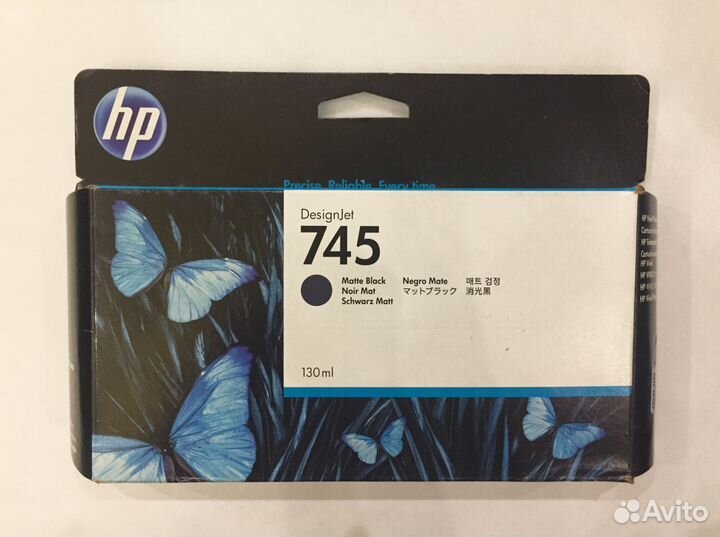 hp
Precise. Reliable. Every time.
DesignJet
745
Matte Black Negro Mate 매트 검정
Noir Mat マットブラック 消光黒
Schwarz Matt
130ml
Avito